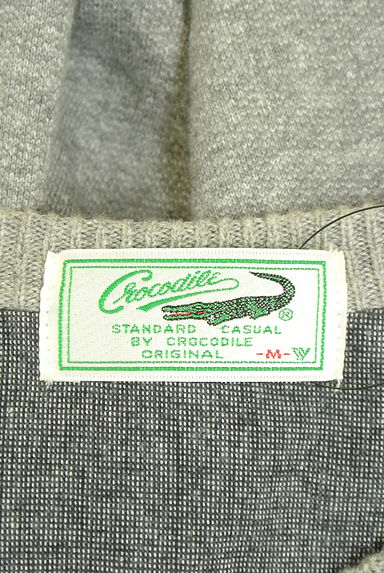 Crocodile
®
STANDARD CASUAL
BY CROCODILE
ORIGINAL -M- W